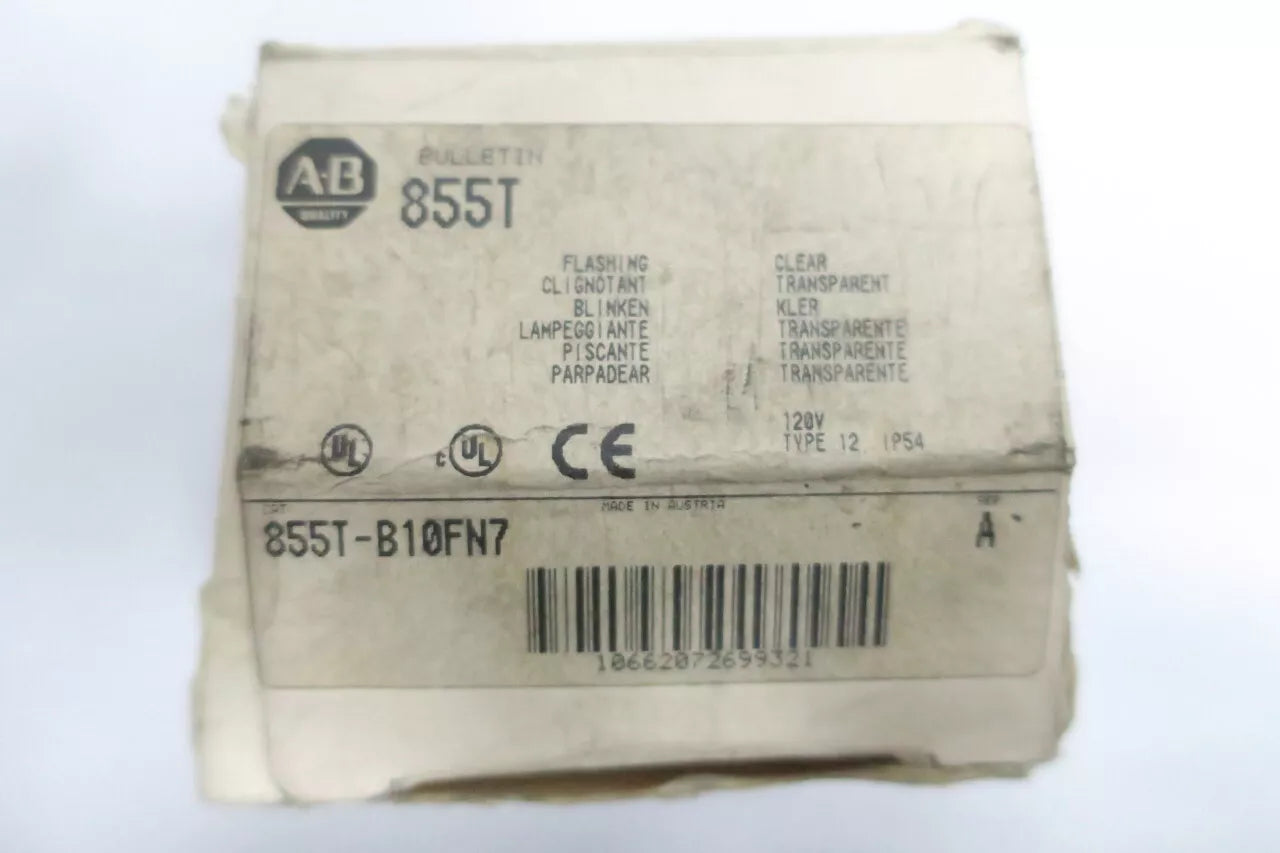 A-B
QUALITY
BULLETIN
855T
FLASHING CLEAR
CLIGNOTANT TRANSPARENT
BLINKEN KLER
LAMPEGGIANTE TRANSPARENTE
PISCANTE TRANSPARENTE
PARPADEAR TRANSPARENTE
UL
c UL
CE
120V
TYPE 12, IP54
CAT
MADE IN AUSTRIA
SER
855T-B10FN7
A
10662072699321